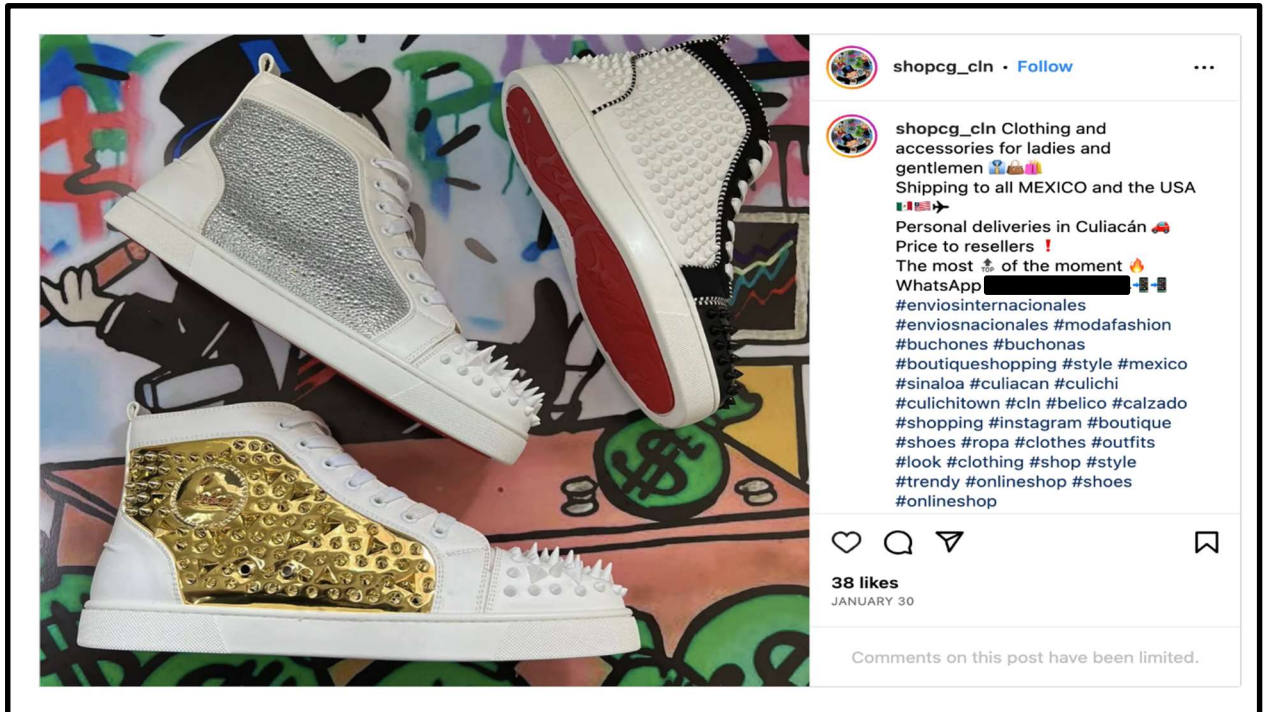 shopcg_cln • Follow
shopcg_cln Clothing and
accessories for ladies and
gentlemen 👔👜🛍️
Shipping to all MEXICO and the USA
🇲🇽🇺🇸✈
Personal deliveries in Culiacán 🚗
Price to resellers ❗
The most 🔝 of the moment 🔥
WhatsApp 📲📲
#enviosinternacionales
#enviosnacionales #modafashion
#buchones #buchonas
#boutiqueshopping #style #mexico
#sinaloa #culiacan #culichi
#culichitown #cln #belico #calzado
#shopping #instagram #boutique
#shoes #ropa #clothes #outfits
#look #clothing #shop #style
#trendy #onlineshop #shoes
#onlineshop
38 likes
JANUARY 30
Comments on this post have been limited.